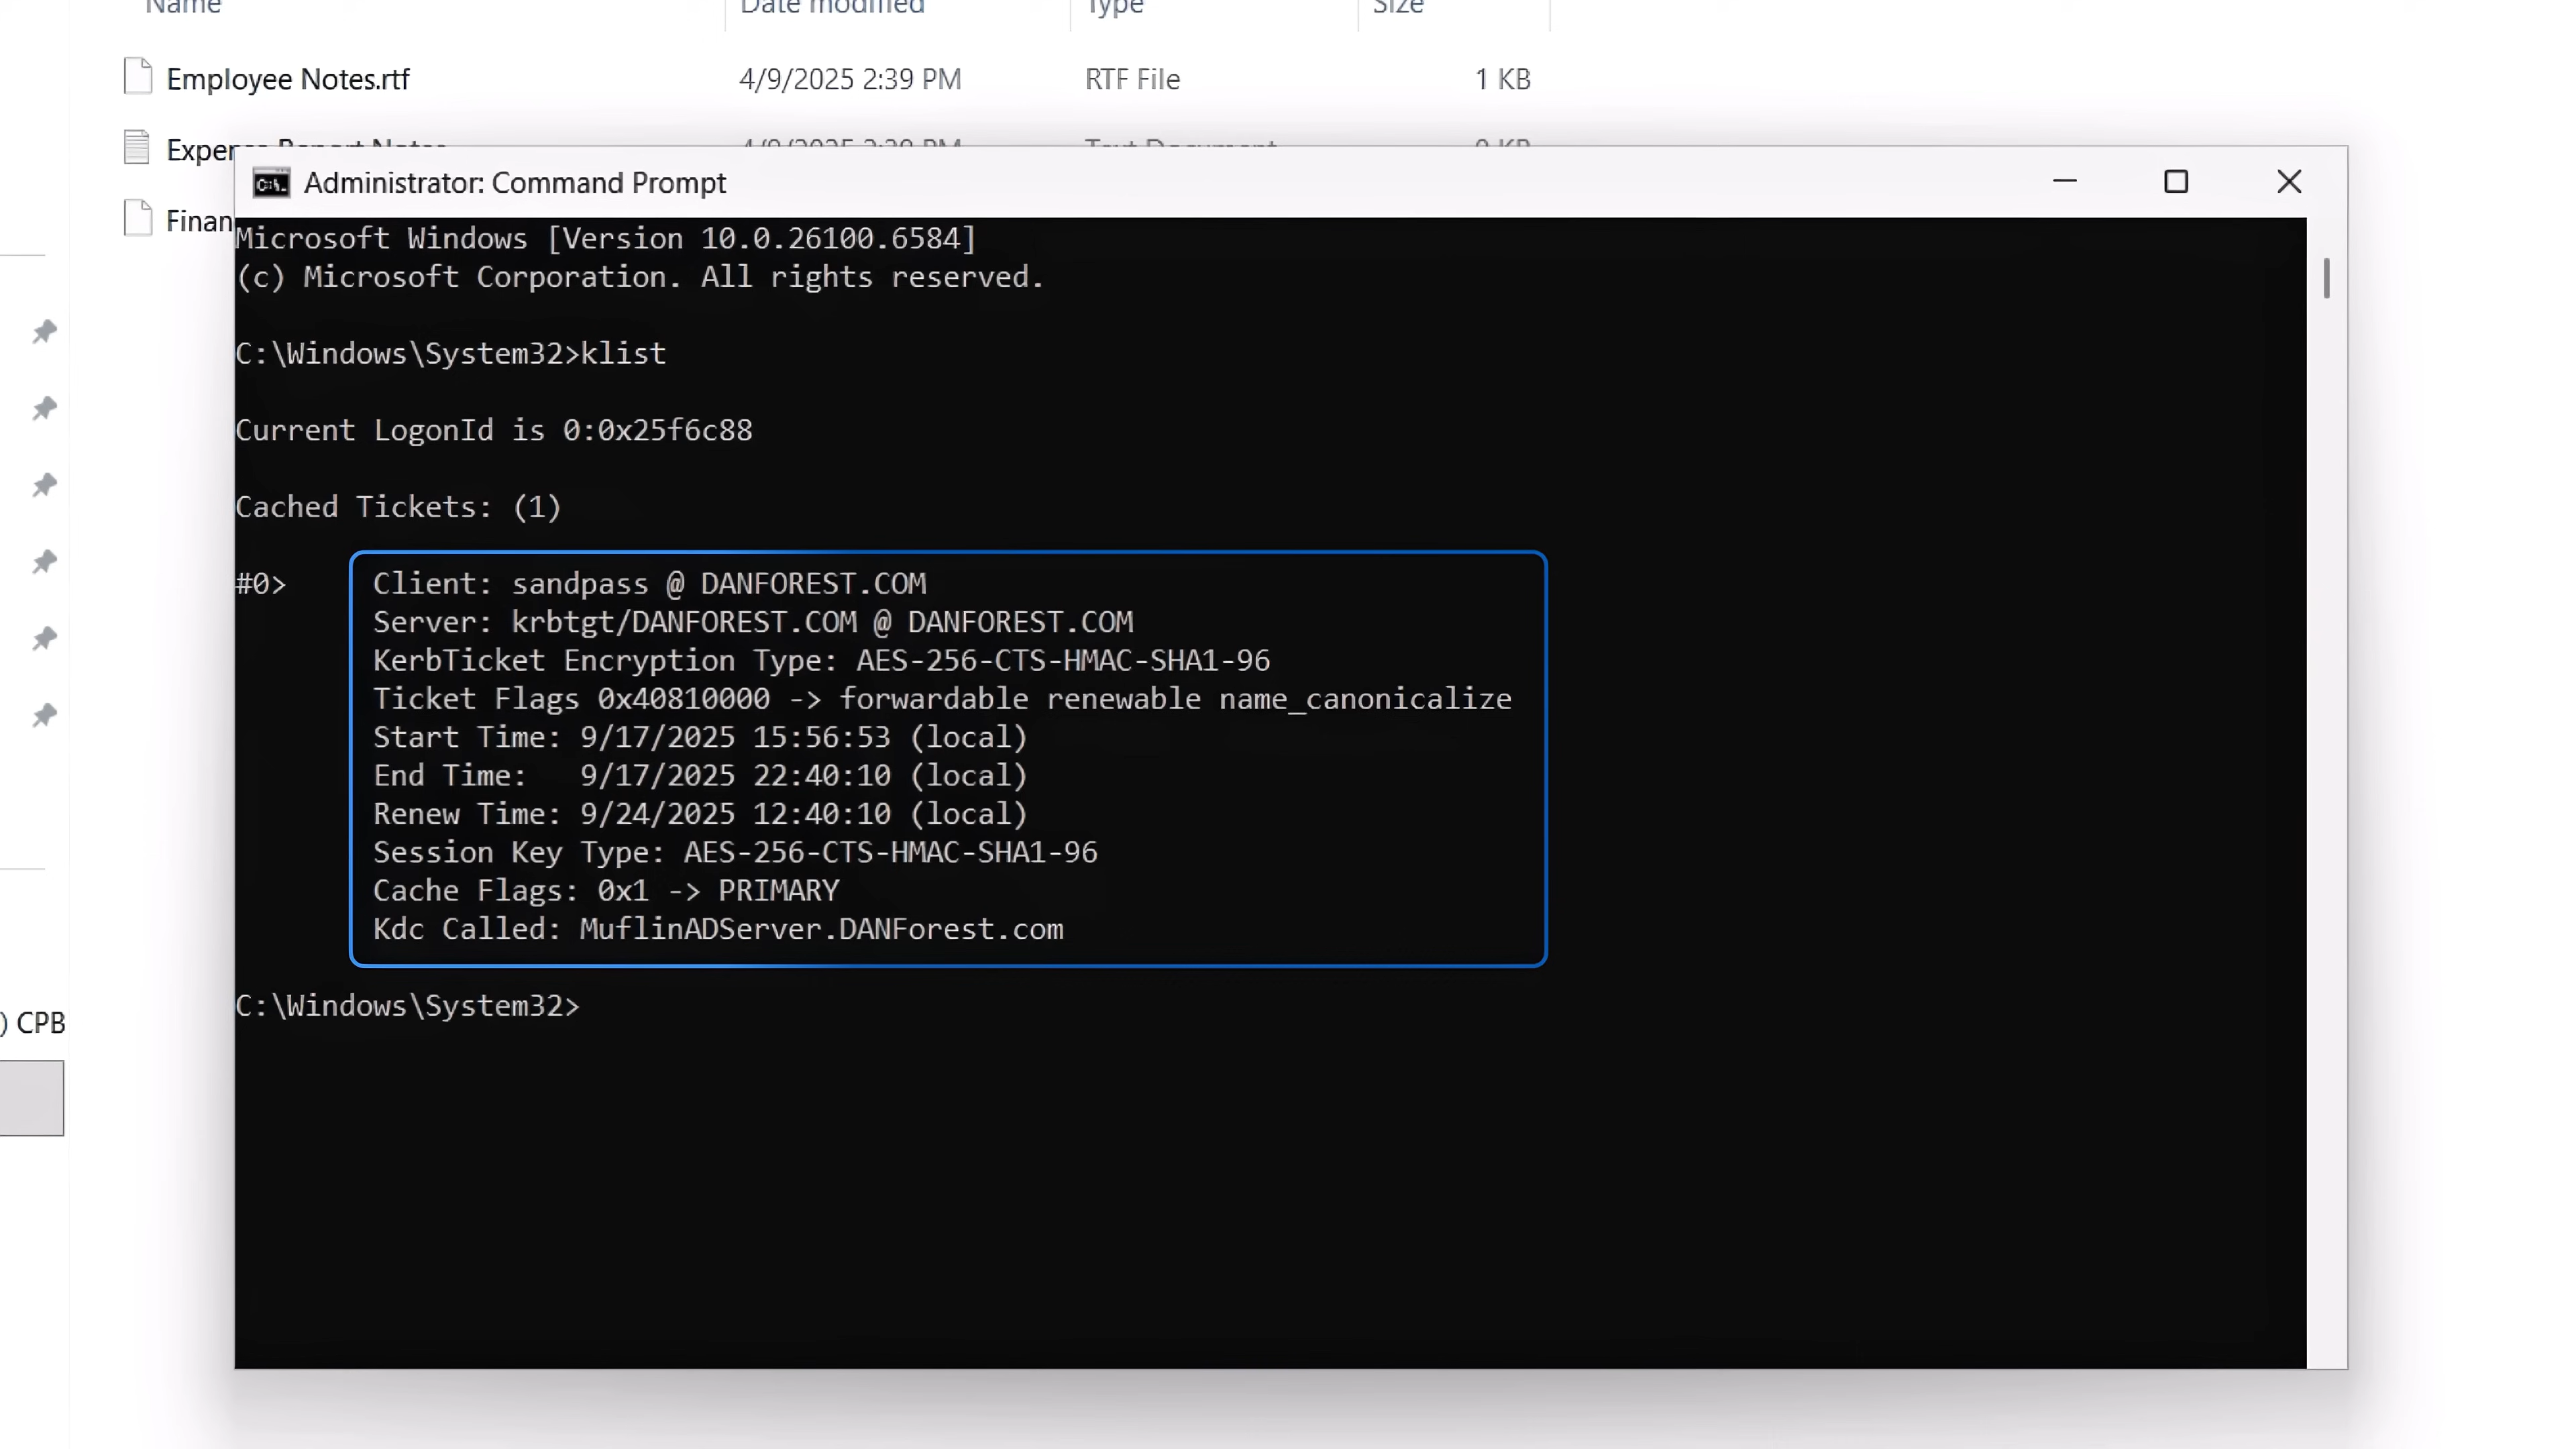 Name Date modified Type Size
Employee Notes.rtf 4/9/2025 2:39 PM RTF File 1 KB
Expense Report Notes 4/9/2025 2:39 PM Text Document 0 KB
Finan
Administrator: Command Prompt
Microsoft Windows [Version 10.0.26100.6584]
(c) Microsoft Corporation. All rights reserved.
C:\Windows\System32>klist
Current LogonId is 0:0x25f6c88
Cached Tickets: (1)
#0> Client: sandpass @ DANFOREST.COM
Server: krbtgt/DANFOREST.COM @ DANFOREST.COM
KerbTicket Encryption Type: AES-256-CTS-HMAC-SHA1-96
Ticket Flags 0x40810000 -> forwardable renewable name_canonicalize
Start Time: 9/17/2025 15:56:53 (local)
End Time:   9/17/2025 22:40:10 (local)
Renew Time: 9/24/2025 12:40:10 (local)
Session Key Type: AES-256-CTS-HMAC-SHA1-96
Cache Flags: 0x1 -> PRIMARY
Kdc Called: MuflinADServer.DANForest.com
C:\Windows\System32>
) CPB